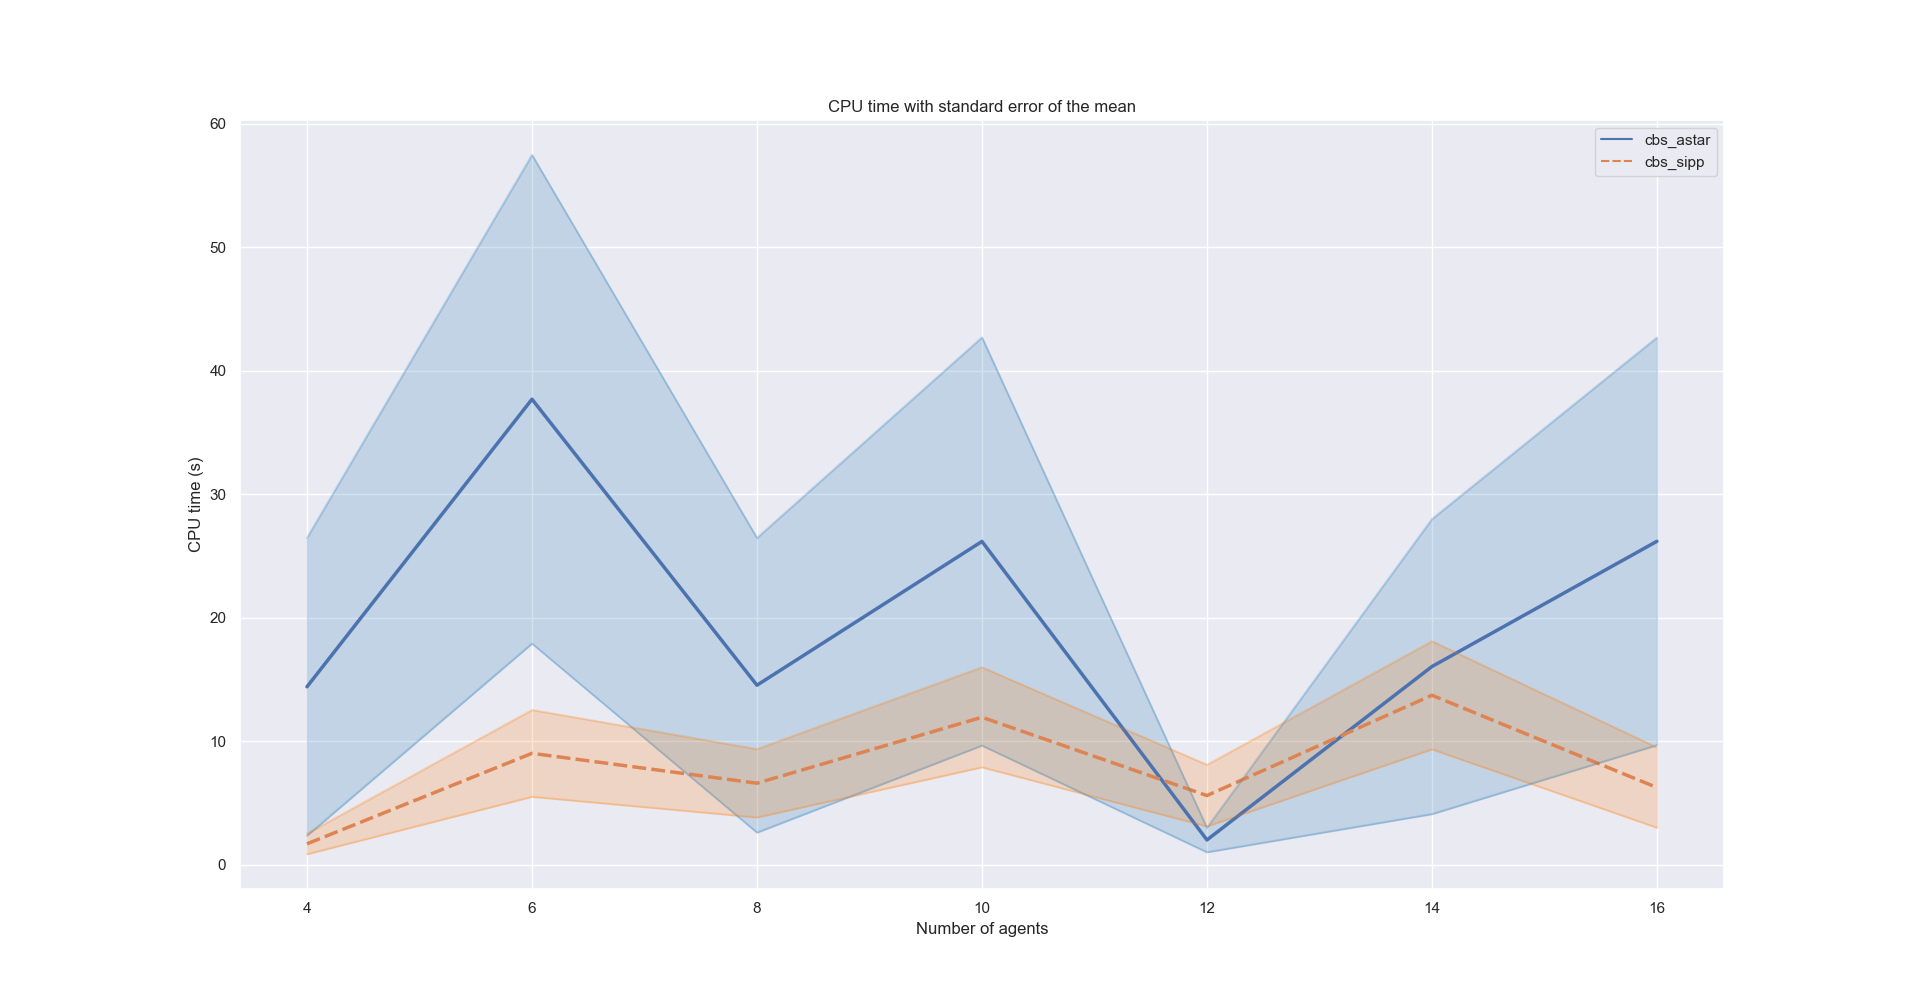 CPU time with standard error of the mean
cbs_astar
cbs_sipp
60
50
40
30
20
10
0
CPU time (s)
4 6 8 10 12 14 16
Number of agents